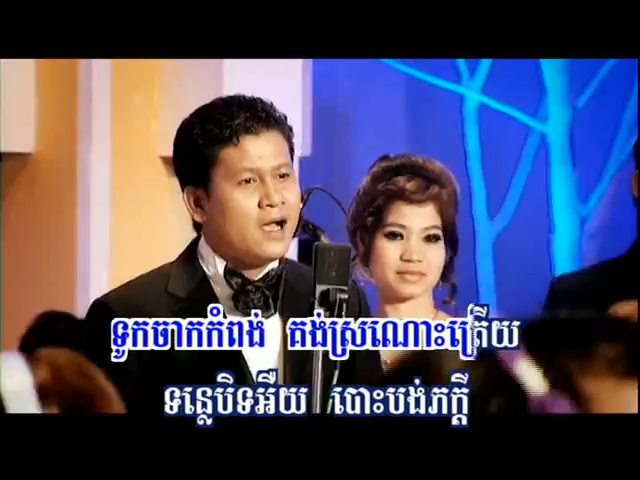 ទូកចាកកំពង់ គង់ស្រណោះត្រើយ
ទន្លេបិទអឺយ បោះបង់ភក្ដី